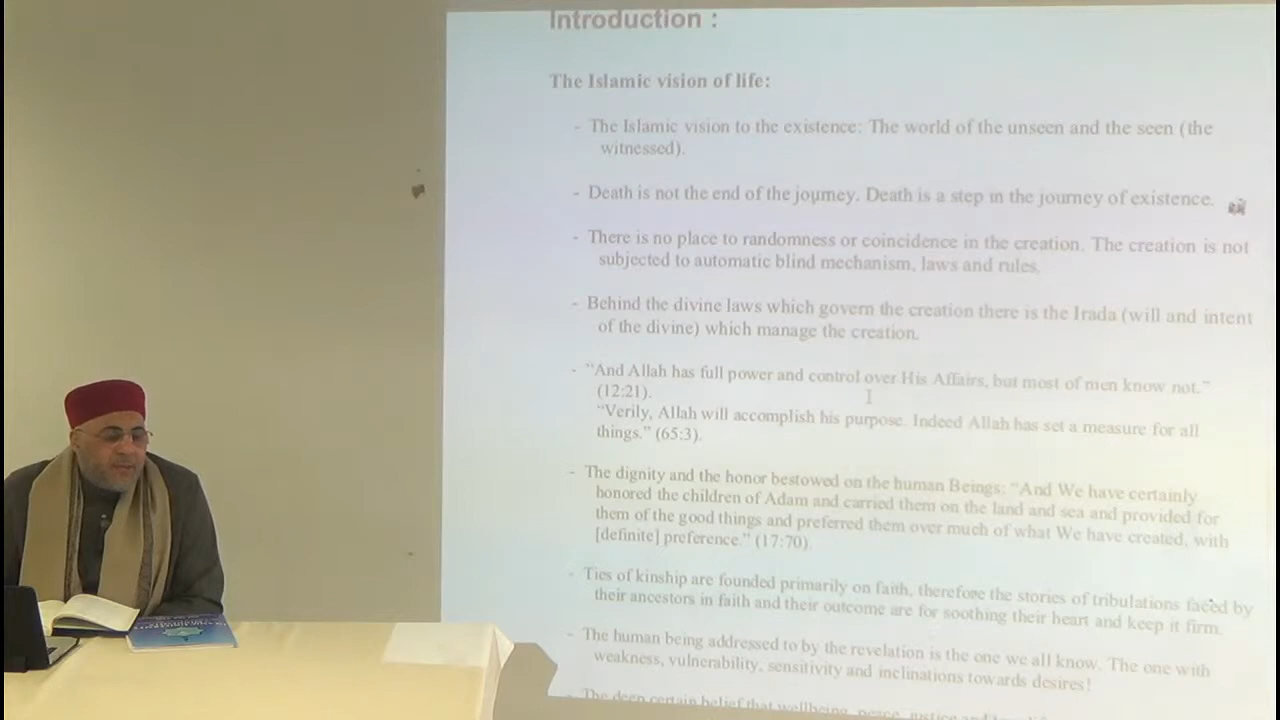 Introduction :
The Islamic vision of life:
- The Islamic vision to the existence: The world of the unseen and the seen (the
witnessed).
- Death is not the end of the journey. Death is a step in the journey of existence.
- There is no place to randomness or coincidence in the creation. The creation is not
subjected to automatic blind mechanism, laws and rules.
- Behind the divine laws which govern the creation there is the Irada (will and intent
of the divine) which manage the creation.
- "And Allah has full power and control over His Affairs, but most of men know not."
(12:21).
"Verily, Allah will accomplish his purpose. Indeed Allah has set a measure for all
things." (65:3).
- The dignity and the honor bestowed on the human Beings: "And We have certainly
honored the children of Adam and carried them on the land and sea and provided for
them of the good things and preferred them over much of what We have created, with
[definite] preference." (17:70).
- Ties of kinship are founded primarily on faith, therefore the stories of tribulations faced by
their ancestors in faith and their outcome are for soothing their heart and keep it firm.
- The human being addressed to by the revelation is the one we all know. The one with
weakness, vulnerability, sensitivity and inclinations towards desires!
- The deep certain belief that wellbeing, peace, justice and